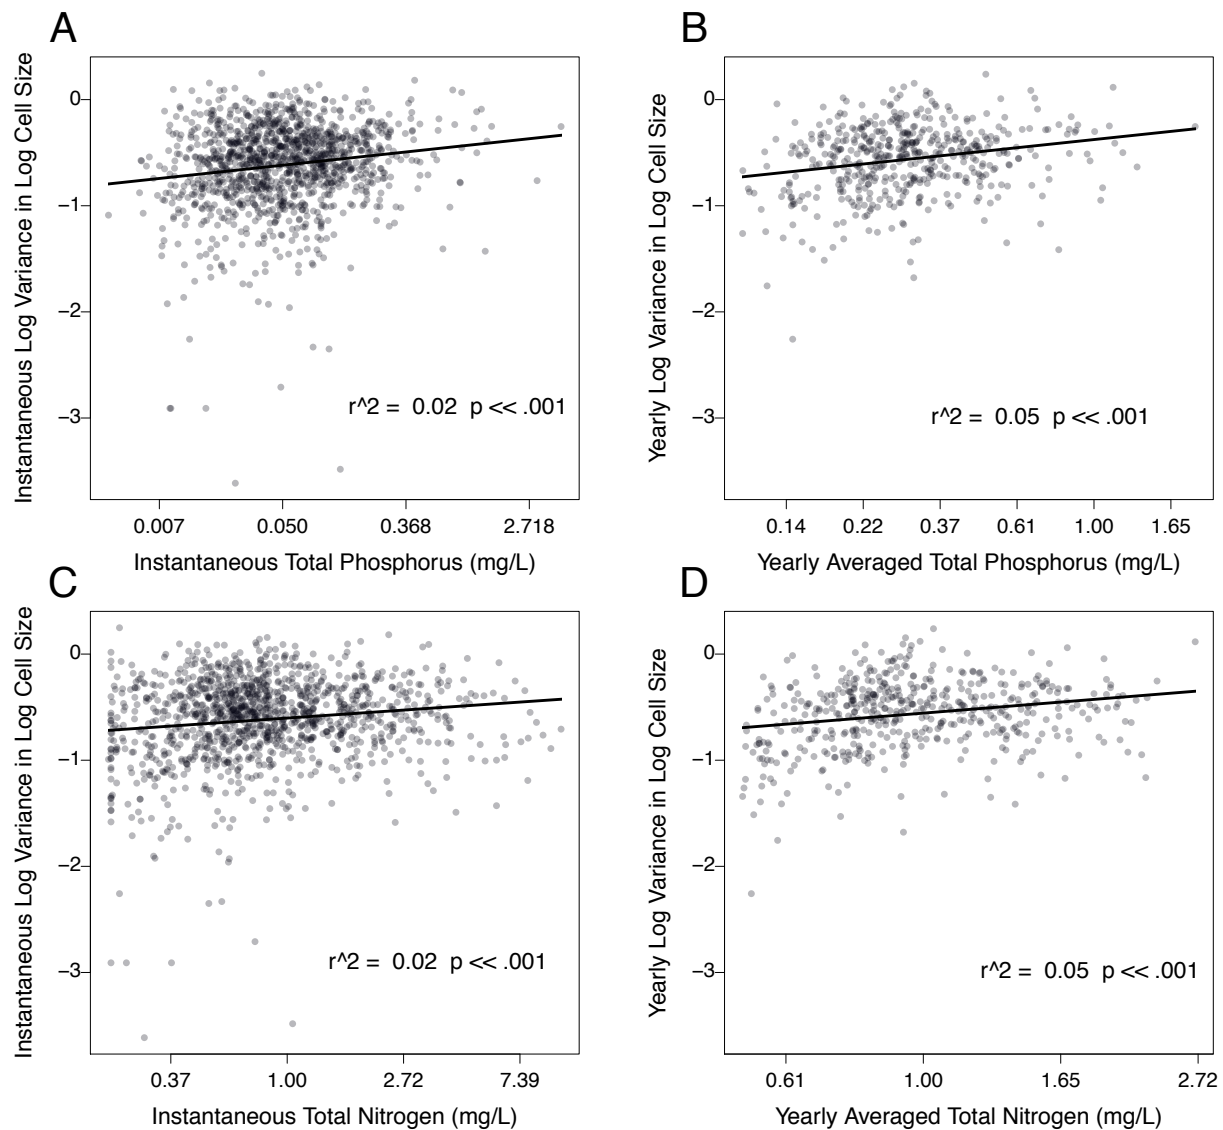 A
Instantaneous Log Variance in Log Cell Size
0
−1
−2
−3
r^2 = 0.02 p << .001
0.007 0.050 0.368 2.718
Instantaneous Total Phosphorus (mg/L)
B
Yearly Log Variance in Log Cell Size
0
−1
−2
−3
r^2 = 0.05 p << .001
0.14 0.22 0.37 0.61 1.00 1.65
Yearly Averaged Total Phosphorus (mg/L)
C
Instantaneous Log Variance in Log Cell Size
0
−1
−2
−3
r^2 = 0.02 p << .001
0.37 1.00 2.72 7.39
Instantaneous Total Nitrogen (mg/L)
D
Yearly Log Variance in Log Cell Size
0
−1
−2
−3
r^2 = 0.05 p << .001
0.61 1.00 1.65 2.72
Yearly Averaged Total Nitrogen (mg/L)